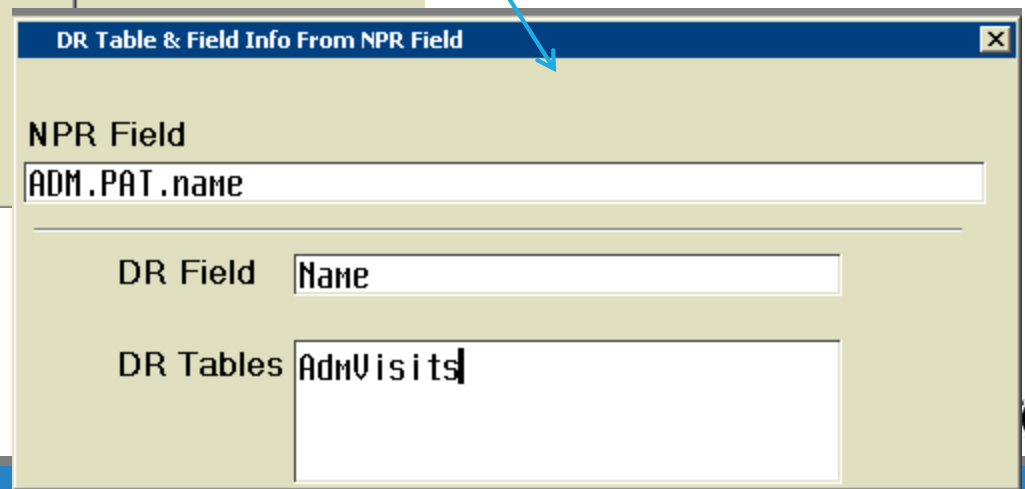 DR Table & Field Info From NPR Field
NPR Field
ADM.PAT.name
DR Field
Name
DR Tables
AdmVisits